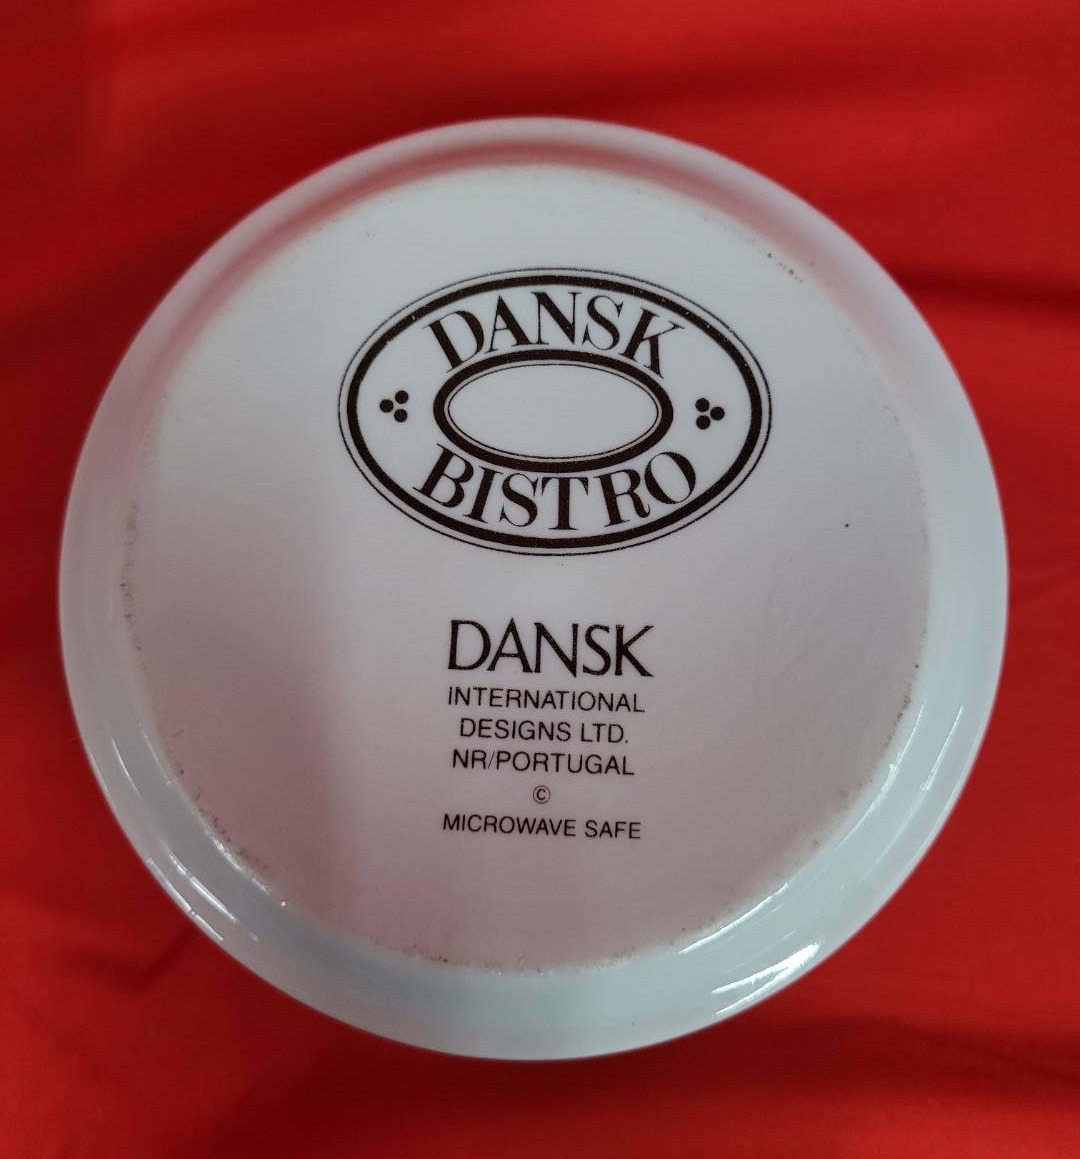 DANSK
BISTRO
DANSK
INTERNATIONAL
DESIGNS LTD.
NR/PORTUGAL
©
MICROWAVE SAFE